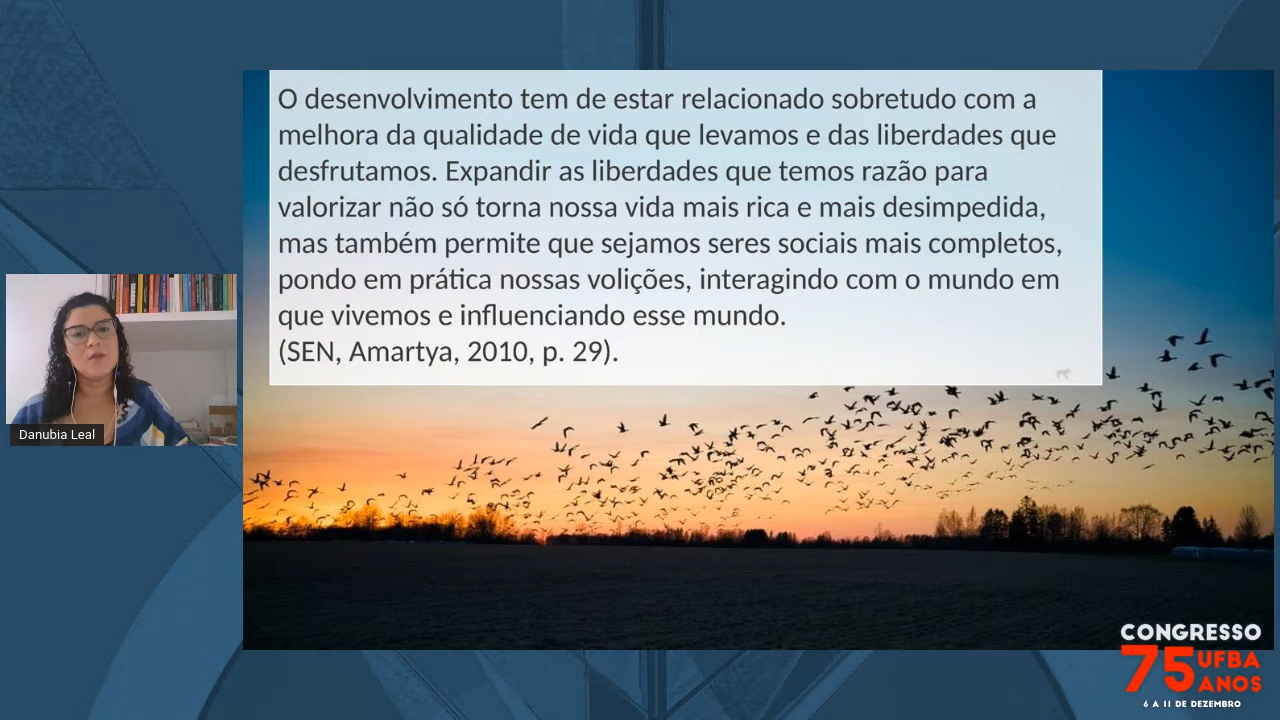 O desenvolvimento tem de estar relacionado sobretudo com a
melhora da qualidade de vida que levamos e das liberdades que
desfrutamos. Expandir as liberdades que temos razão para
valorizar não só torna nossa vida mais rica e mais desimpedida,
mas também permite que sejamos seres sociais mais completos,
pondo em prática nossas volições, interagindo com o mundo em
que vivemos e influenciando esse mundo.
(SEN, Amartya, 2010, p. 29).
Danubia Leal
CONGRESSO
75 UFBA
ANOS
6 A 11 DE DEZEMBRO